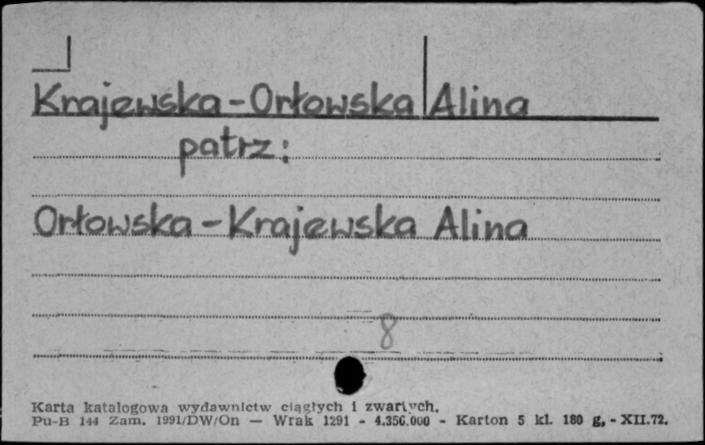 Krajewska-Orłowska Alina
patrz:
Orłowska-Krajewska Alina
8
Karta katalogowa wydawnictw ciągłych i zwartych.
Pu-B 144 Zam. 1991/DW/On — Wrak 1291 - 4.356.000 - Karton 5 kl. 180 g, - XII.72.